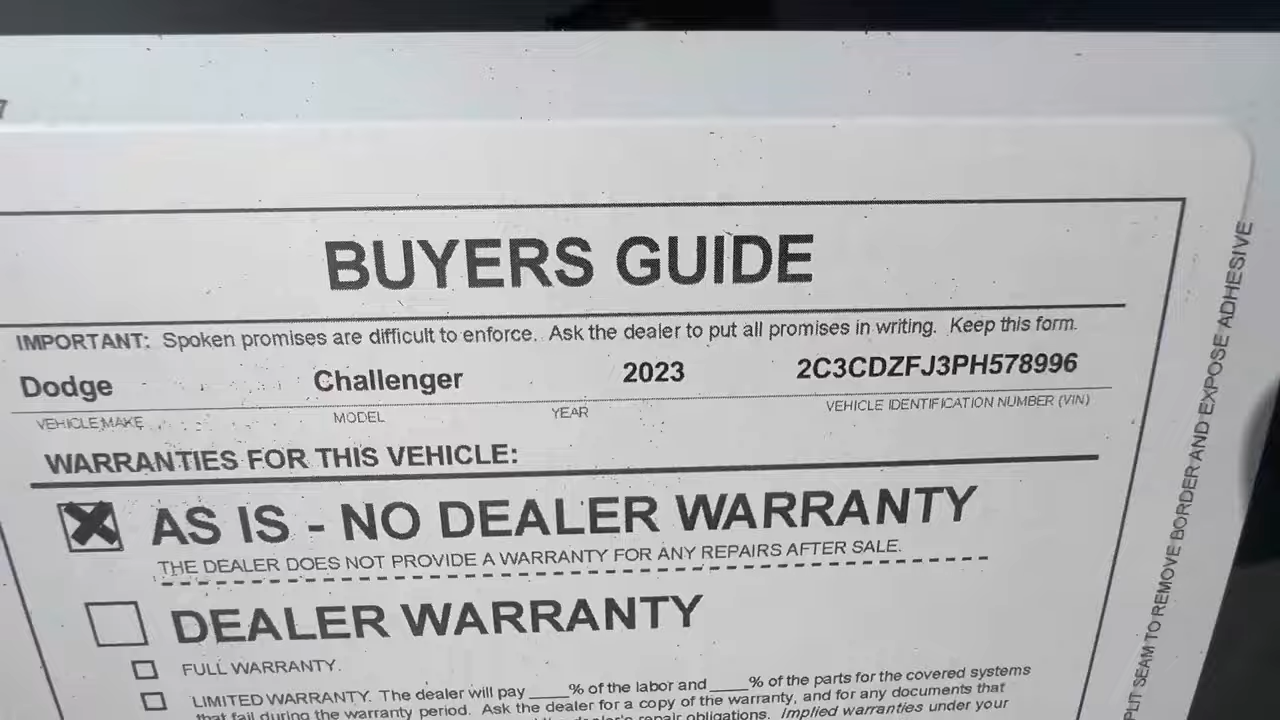 7
BUYERS GUIDE
IMPORTANT: Spoken promises are difficult to enforce. Ask the dealer to put all promises in writing. Keep this form.
Dodge Challenger 2023 2C3CDZFJ3PH578996
VEHICLE MAKE MODEL YEAR VEHICLE IDENTIFICATION NUMBER (VIN)
WARRANTIES FOR THIS VEHICLE:
AS IS - NO DEALER WARRANTY
THE DEALER DOES NOT PROVIDE A WARRANTY FOR ANY REPAIRS AFTER SALE.
DEALER WARRANTY
FULL WARRANTY.
LIMITED WARRANTY. The dealer will pay ____% of the labor and ____% of the parts for the covered systems
that fail during the warranty period. Ask the dealer for a copy of the warranty, and for any documents that
repair obligations. Implied warranties under your
SEAM TO REMOVE BORDER AND EXPOSE ADHESIVE